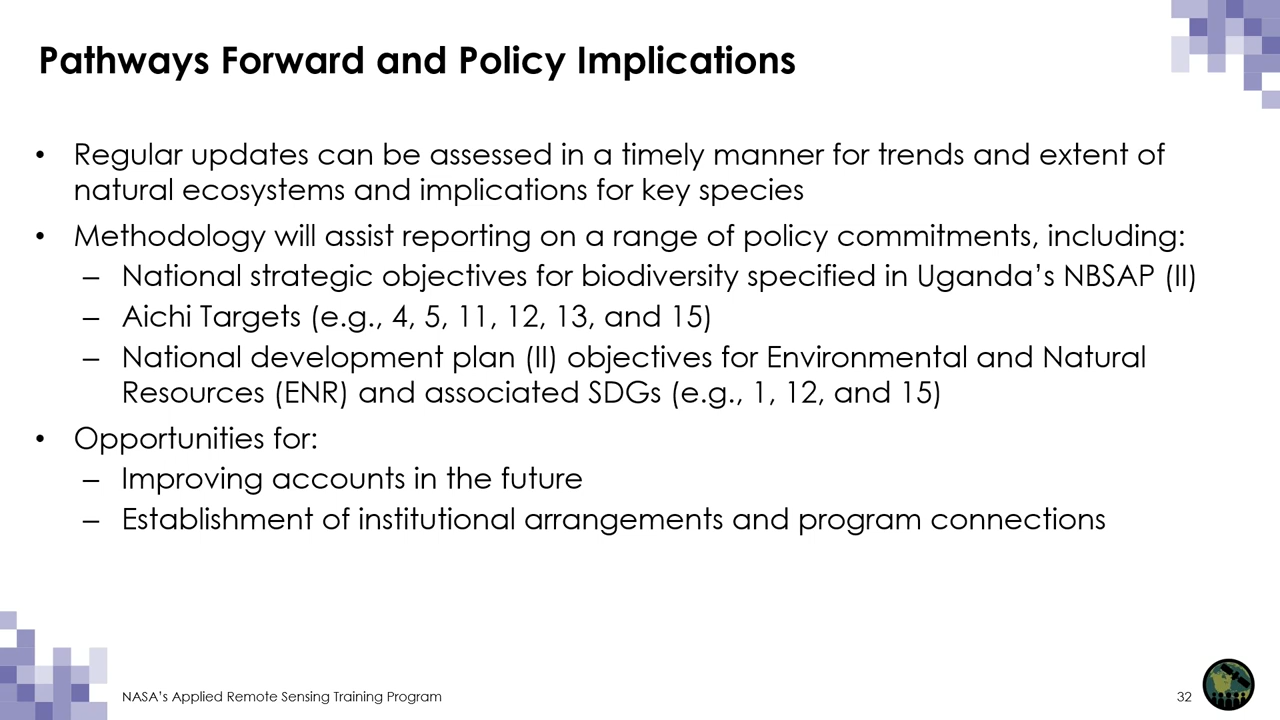 Pathways Forward and Policy Implications
• Regular updates can be assessed in a timely manner for trends and extent of
natural ecosystems and implications for key species
• Methodology will assist reporting on a range of policy commitments, including:
– National strategic objectives for biodiversity specified in Uganda’s NBSAP (II)
– Aichi Targets (e.g., 4, 5, 11, 12, 13, and 15)
– National development plan (II) objectives for Environmental and Natural
Resources (ENR) and associated SDGs (e.g., 1, 12, and 15)
• Opportunities for:
– Improving accounts in the future
– Establishment of institutional arrangements and program connections
NASA’s Applied Remote Sensing Training Program
32